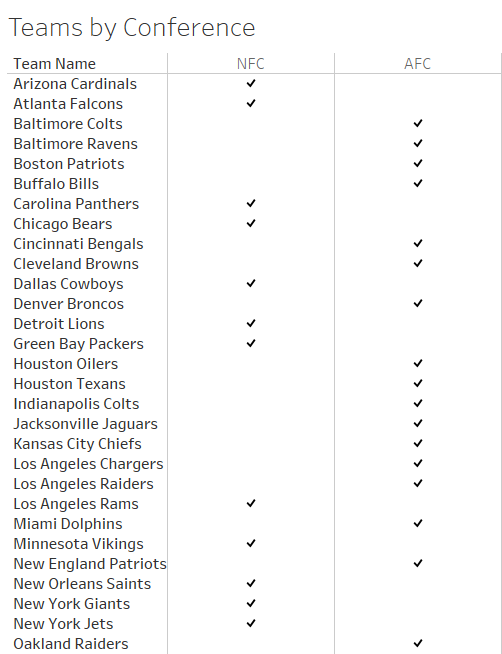 Teams by Conference
Team Name NFC AFC
Arizona Cardinals ✓
Atlanta Falcons ✓
Baltimore Colts ✓
Baltimore Ravens ✓
Boston Patriots ✓
Buffalo Bills ✓
Carolina Panthers ✓
Chicago Bears ✓
Cincinnati Bengals ✓
Cleveland Browns ✓
Dallas Cowboys ✓
Denver Broncos ✓
Detroit Lions ✓
Green Bay Packers ✓
Houston Oilers ✓
Houston Texans ✓
Indianapolis Colts ✓
Jacksonville Jaguars ✓
Kansas City Chiefs ✓
Los Angeles Chargers ✓
Los Angeles Raiders ✓
Los Angeles Rams ✓
Miami Dolphins ✓
Minnesota Vikings ✓
New England Patriots ✓
New Orleans Saints ✓
New York Giants ✓
New York Jets ✓
Oakland Raiders ✓